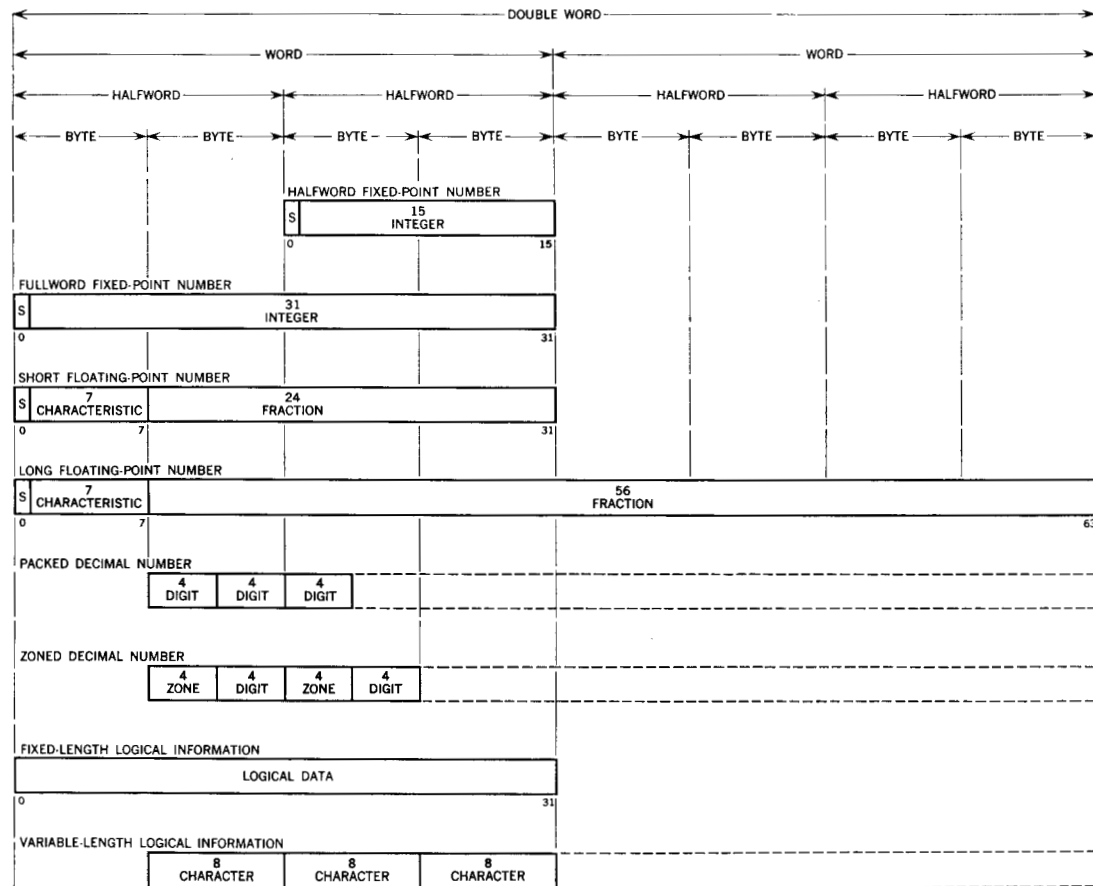 DOUBLE WORD
WORD WORD
HALFWORD HALFWORD HALFWORD HALFWORD
BYTE BYTE BYTE BYTE BYTE BYTE BYTE BYTE
HALFWORD FIXED-POINT NUMBER
S 15
INTEGER
0 15
FULLWORD FIXED-POINT NUMBER
S 31
INTEGER
0 31
SHORT FLOATING-POINT NUMBER
S 7 24
CHARACTERISTIC FRACTION
0 7 31
LONG FLOATING-POINT NUMBER
S 7 56
CHARACTERISTIC FRACTION
0 7 63
PACKED DECIMAL NUMBER
4 4 4
DIGIT DIGIT DIGIT
ZONED DECIMAL NUMBER
4 4 4 4
ZONE DIGIT ZONE DIGIT
FIXED-LENGTH LOGICAL INFORMATION
LOGICAL DATA
0 31
VARIABLE-LENGTH LOGICAL INFORMATION
8 8 8
CHARACTER CHARACTER CHARACTER